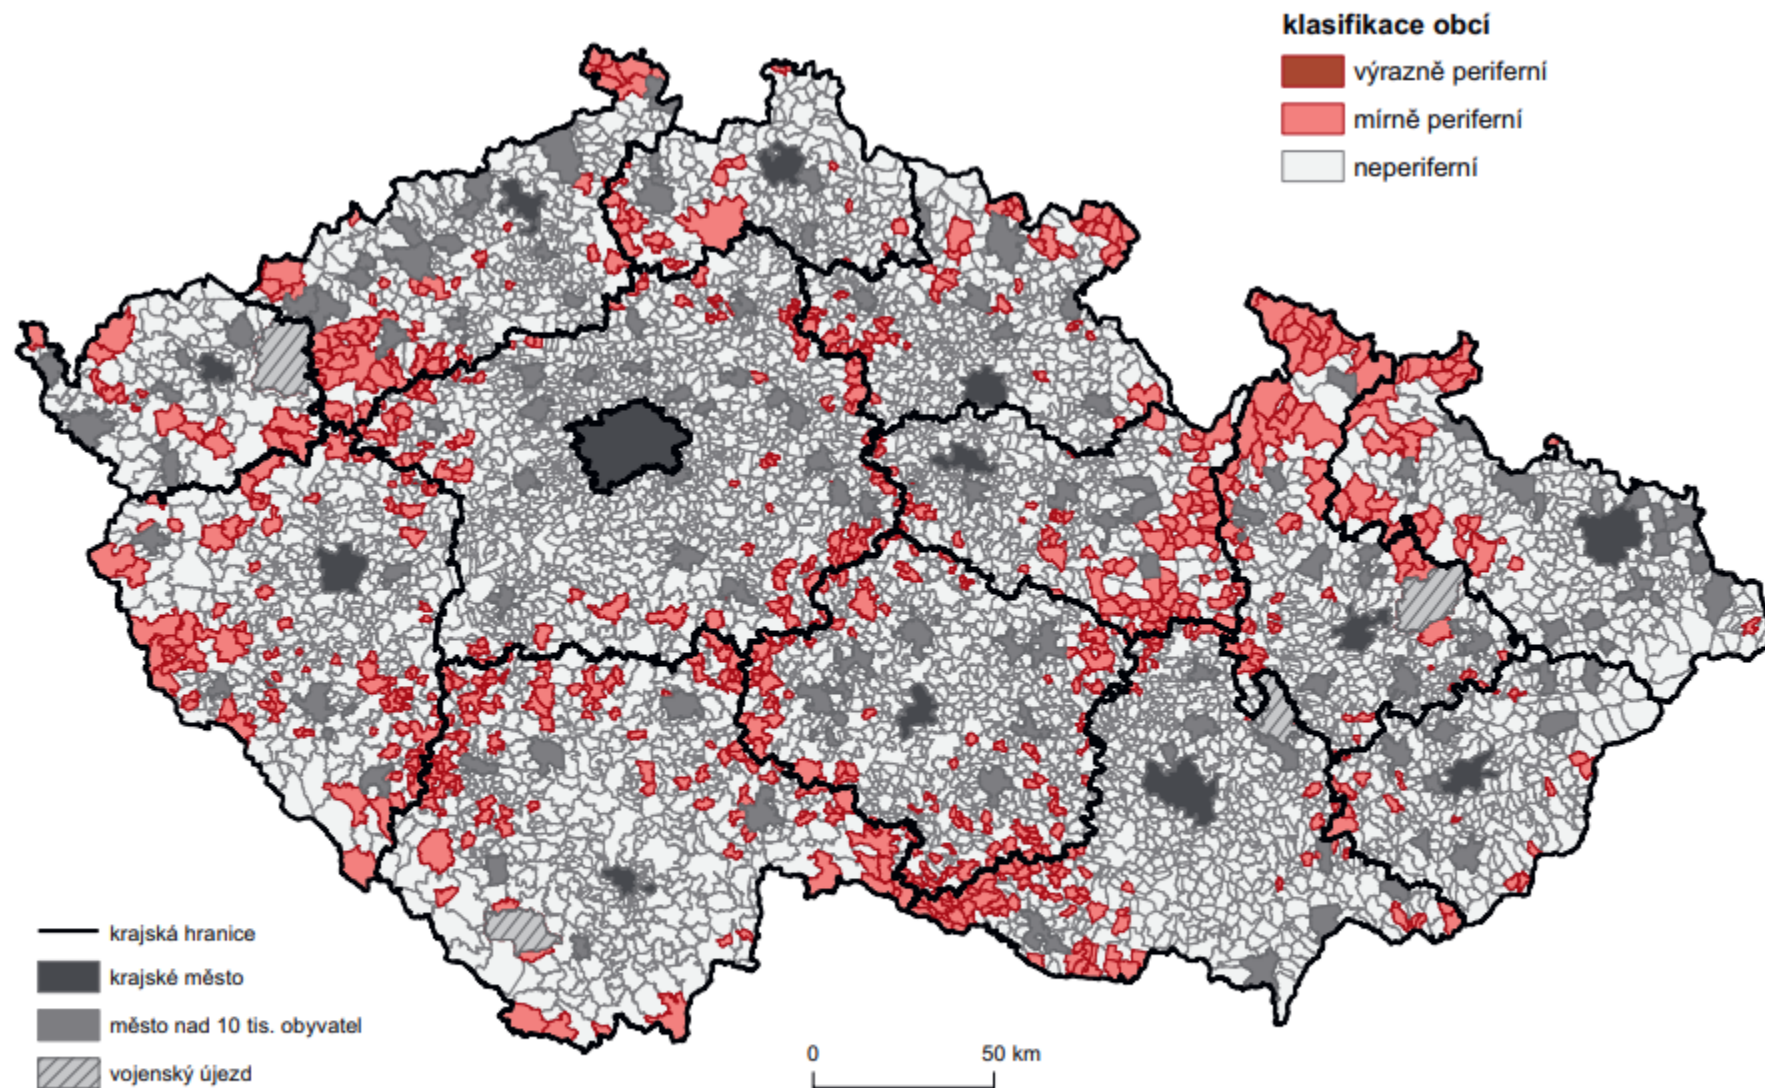 klasifikace obcí
výrazně periferní
mírně periferní
neperiferní
krajská hranice
krajské město
město nad 10 tis. obyvatel
vojenský újezd
0 50 km